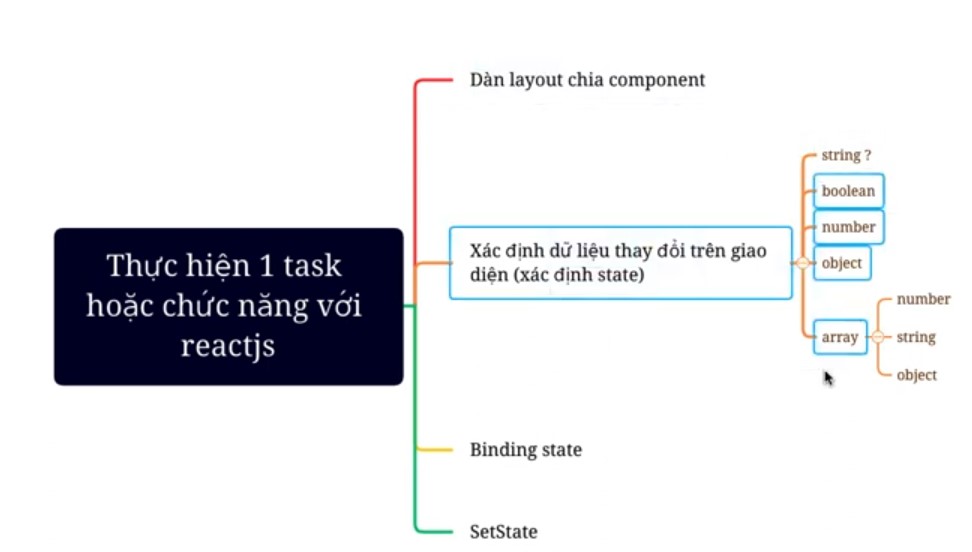 Dàn layout chia component
string ?
boolean
number
object
array
number
string
object
Xác định dữ liệu thay đổi trên giao
diện (xác định state)
Thực hiện 1 task
hoặc chức năng với
reactjs
Binding state
SetState